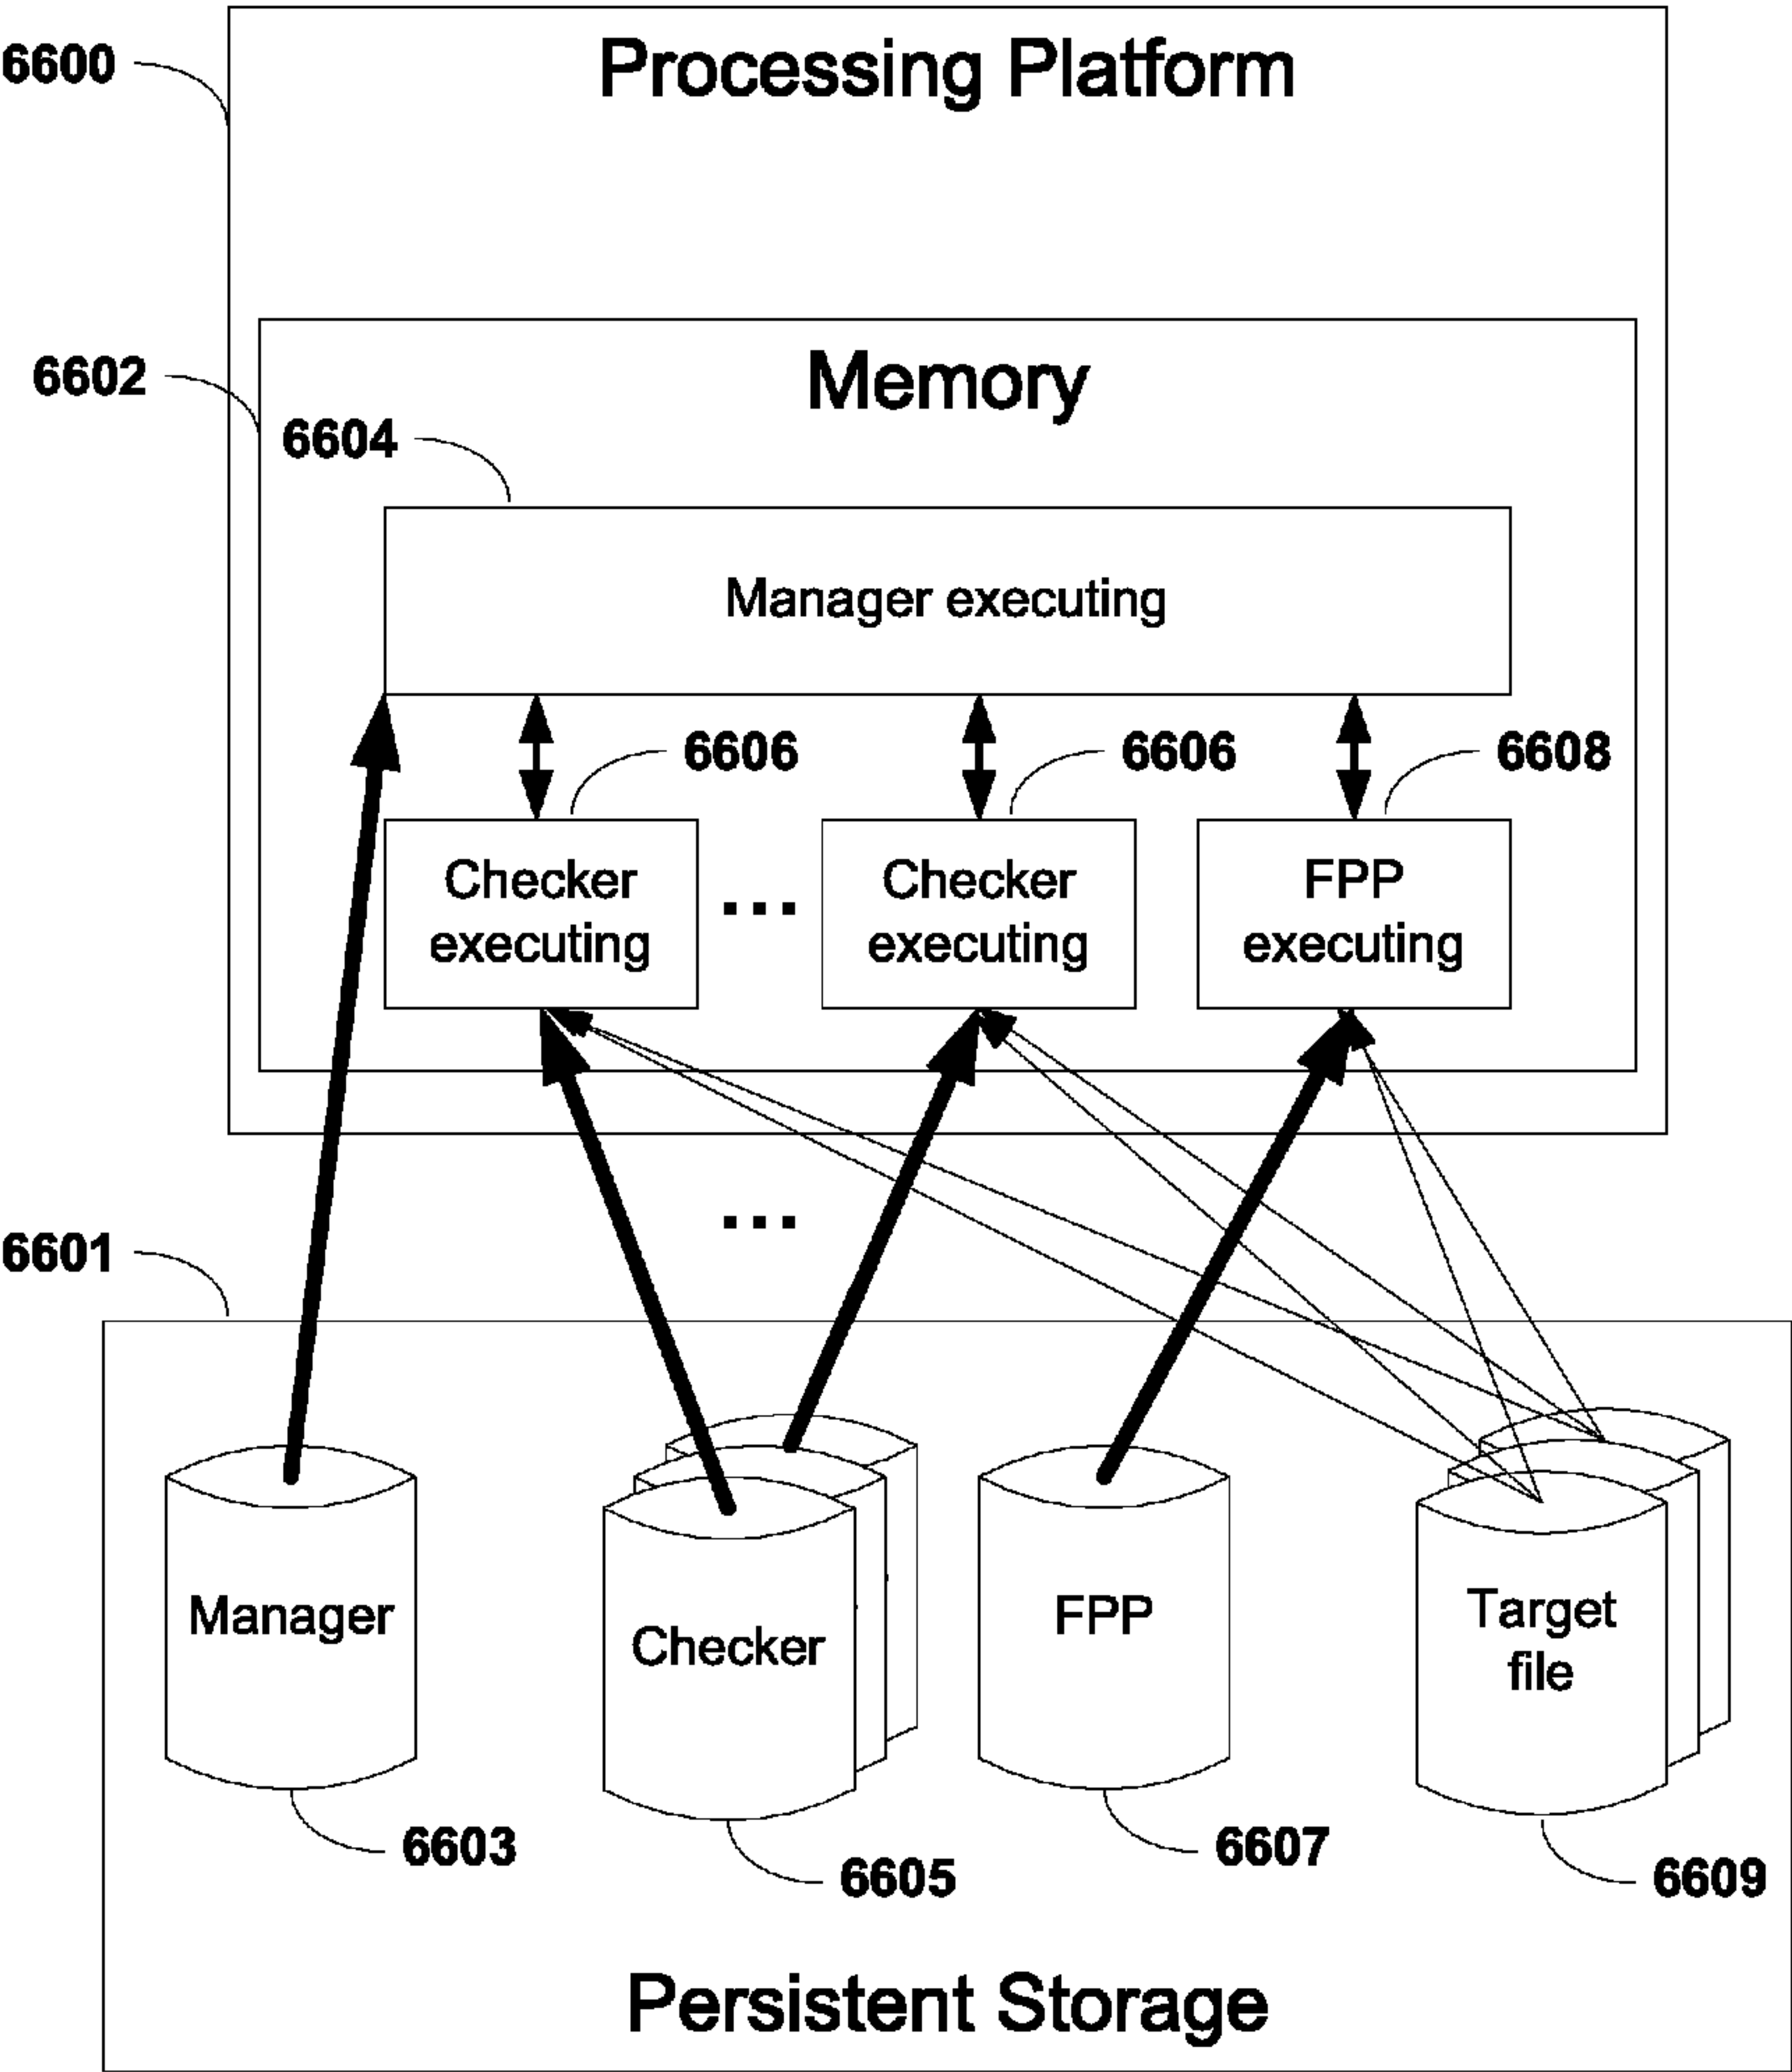 6600
Processing Platform
6602
Memory
6604
Manager executing
6606
6606
6608
Checker
executing
...
Checker
executing
FPP
executing
...
6601
Manager
Checker
FPP
Target
file
6603
6605
6607
6609
Persistent Storage